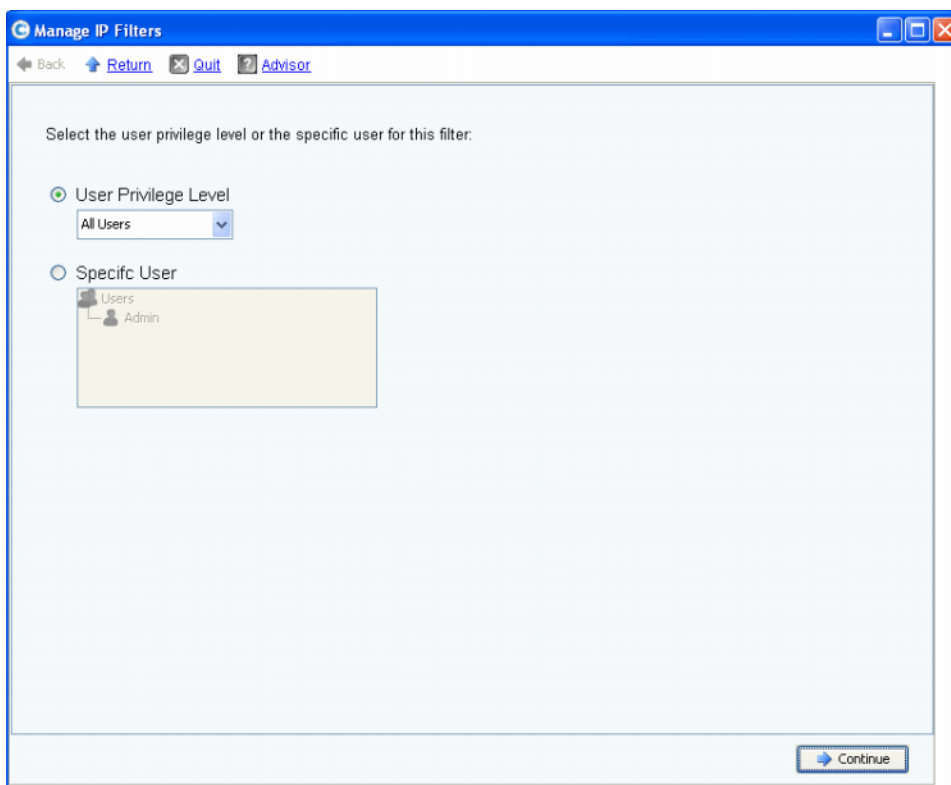 Manage IP Filters
Back Return Quit Advisor
Select the user privilege level or the specific user for this filter:
User Privilege Level
All Users
Specifc User
Users
Admin
Continue